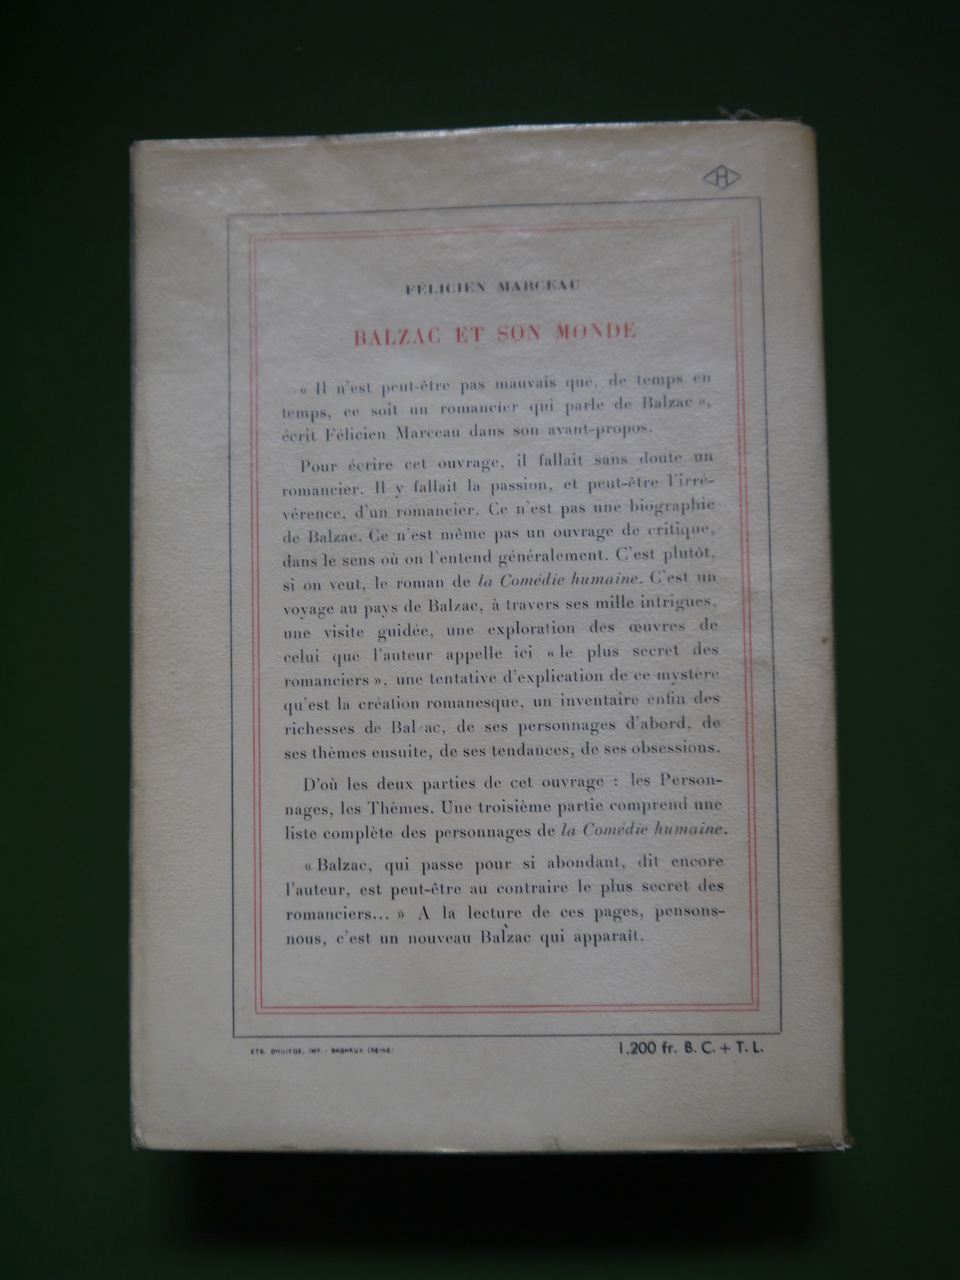 H
FÉLICIEN MARCEAU
BALZAC ET SON MONDE
« Il n'est peut-être pas mauvais que, de temps en
temps, ce soit un romancier qui parle de Balzac »,
écrit Félicien Marceau dans son avant-propos.
Pour écrire cet ouvrage, il fallait sans doute un
romancier. Il y fallait la passion, et peut-être l'irré-
vérence, d'un romancier. Ce n'est pas une biographie
de Balzac. Ce n'est même pas un ouvrage de critique,
dans le sens où on l'entend généralement. C'est plutôt,
si on veut, le roman de la Comédie humaine. C'est un
voyage au pays de Balzac, à travers ses mille intrigues,
une visite guidée, une exploration des œuvres de
celui que l'auteur appelle ici « le plus secret des
romanciers », une tentative d'explication de ce mystère
qu'est la création romanesque, un inventaire enfin des
richesses de Bal ac, de ses personnages d'abord, de
ses thèmes ensuite, de ses tendances, de ses obsessions.
D'où les deux parties de cet ouvrage : les Person-
nages, les Thèmes. Une troisième partie comprend une
liste complète des personnages de la Comédie humaine.
« Balzac, qui passe pour si abondant, dit encore
l'auteur, est peut-être au contraire le plus secret des
romanciers... » A la lecture de ces pages, pensons-
nous, c'est un nouveau Balzac qui apparaît.
ETS. IMP. - BAGNEUX (SEINE)
1.200 fr. B. C. + T. L.